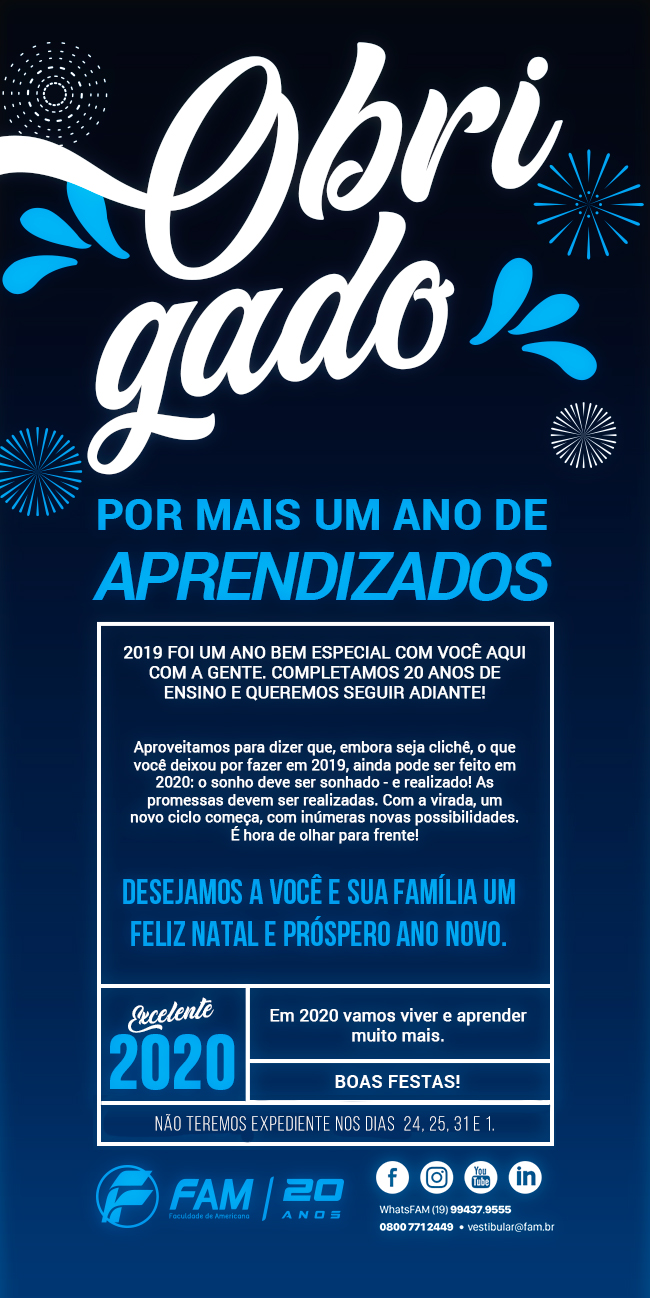 Obri
gado
POR MAIS UM ANO DE
APRENDIZADOS
2019 FOI UM ANO BEM ESPECIAL COM VOCÊ AQUI
COM A GENTE. COMPLETAMOS 20 ANOS DE
ENSINO E QUEREMOS SEGUIR ADIANTE!
Aproveitamos para dizer que, embora seja clichê, o que
você deixou por fazer em 2019, ainda pode ser feito em
2020: o sonho deve ser sonhado - e realizado! As
promessas devem ser realizadas. Com a virada, um
novo ciclo começa, com inúmeras novas possibilidades.
É hora de olhar para frente!
DESEJAMOS A VOCÊ E SUA FAMÍLIA UM
FELIZ NATAL E PRÓSPERO ANO NOVO.
Excelente
2020
Em 2020 vamos viver e aprender
muito mais.
BOAS FESTAS!
NÃO TEREMOS EXPEDIENTE NOS DIAS 24, 25, 31 E 1.
FAM
Faculdade de Americana
20
ANOS
f
You
Tube
in
WhatsFAM (19) 99437.9555
0800 771 2449 • vestibular@fam.br